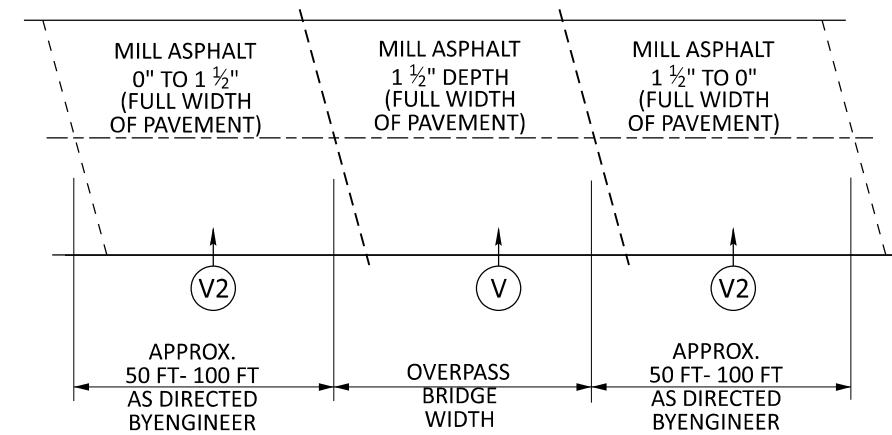 MILL ASPHALT
0" TO 1 ½"
(FULL WIDTH
OF PAVEMENT)
MILL ASPHALT
1 ½" DEPTH
(FULL WIDTH
OF PAVEMENT)
MILL ASPHALT
1 ½" TO 0"
(FULL WIDTH
OF PAVEMENT)
V2
V
V2
APPROX.
50 FT- 100 FT
AS DIRECTED
BYENGINEER
OVERPASS
BRIDGE
WIDTH
APPROX.
50 FT- 100 FT
AS DIRECTED
BYENGINEER